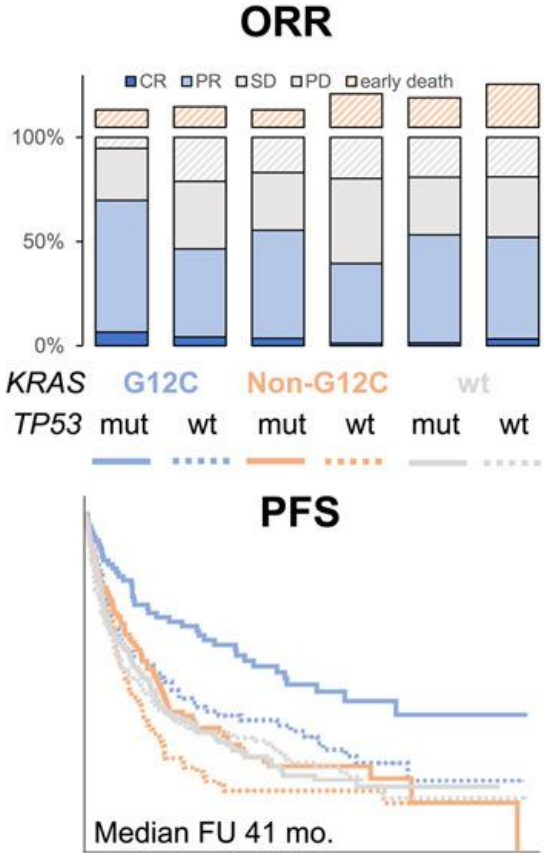 ORR
CR PR SD PD early death
100%
50%
0%
KRAS G12C Non-G12C wt
TP53 mut wt mut wt mut wt
PFS
Median FU 41 mo.